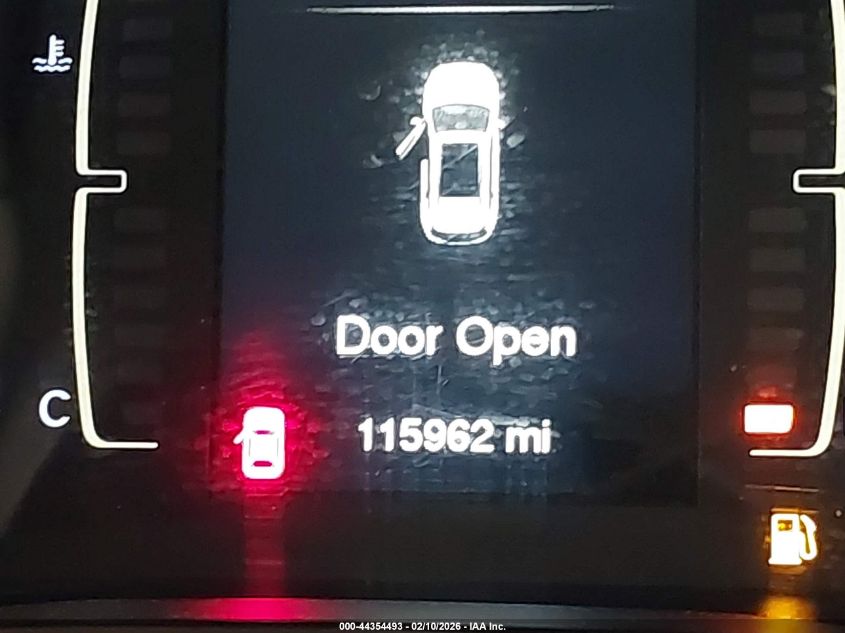 Door Open
C
115962 mi
000-44354493 - 02/10/2026 - IAA Inc.